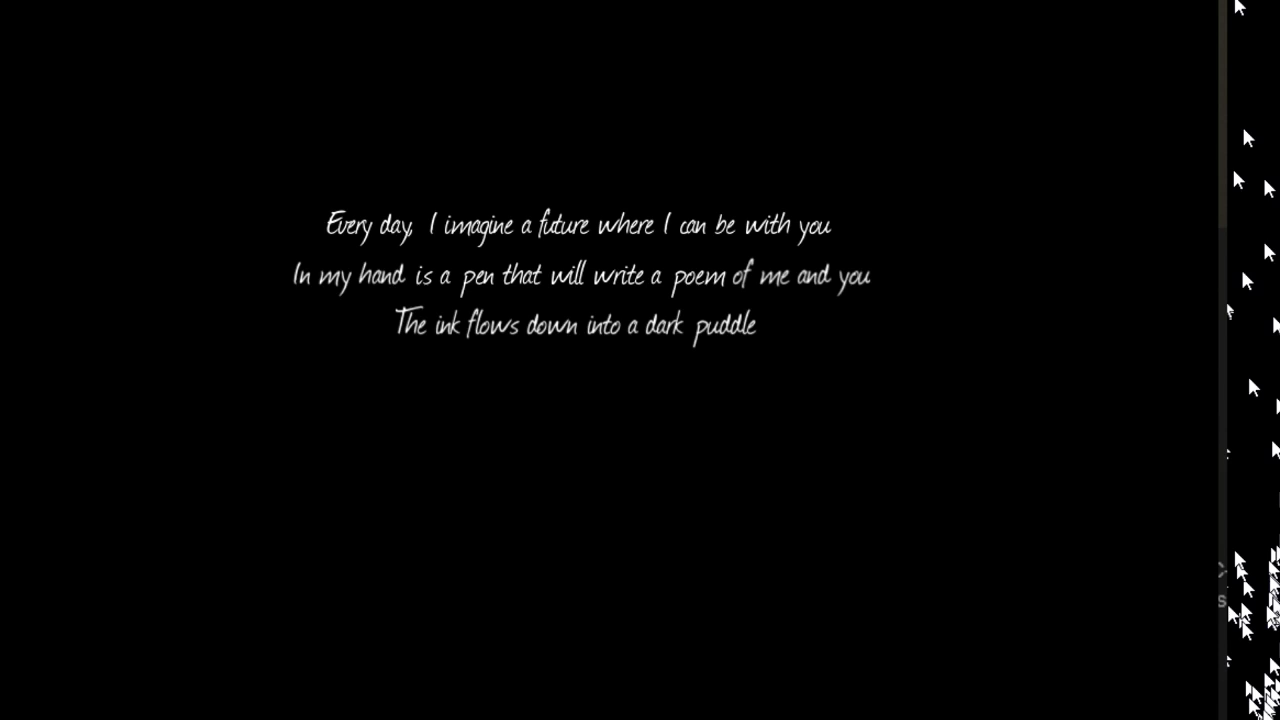 Every day, I imagine a future where I can be with you
In my hand is a pen that will write a poem of me and you
The ink flows down into a dark puddle